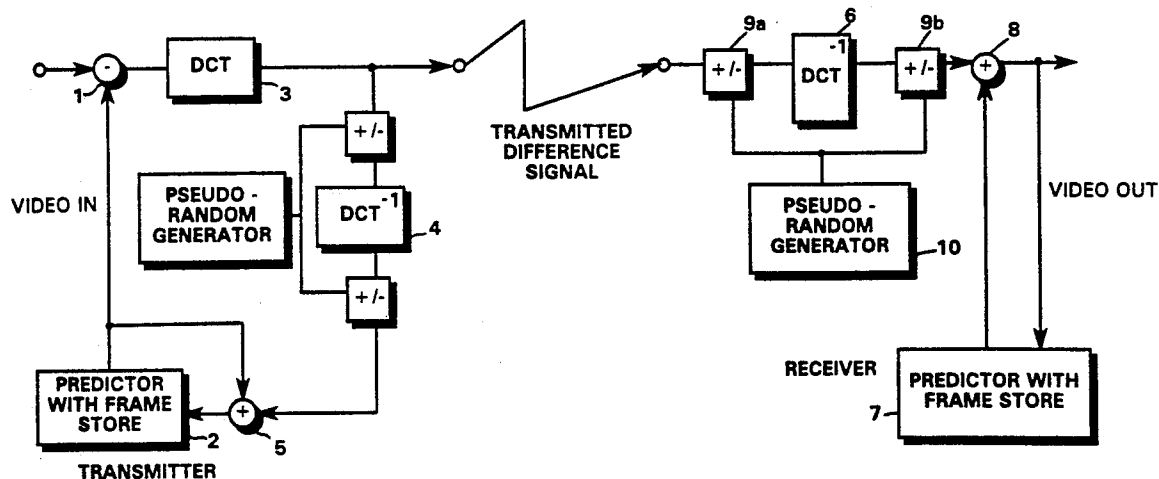 -
1
DCT
3
+/-
PSEUDO -
RANDOM
GENERATOR
DCT -1
4
+/-
VIDEO IN
PREDICTOR
WITH FRAME
STORE
2
+
5
TRANSMITTER
TRANSMITTED
DIFFERENCE
SIGNAL
9a
+/-
6
DCT -1
9b
+/-
8
+
PSEUDO -
RANDOM
GENERATOR
10
VIDEO OUT
RECEIVER
PREDICTOR WITH
FRAME STORE
7